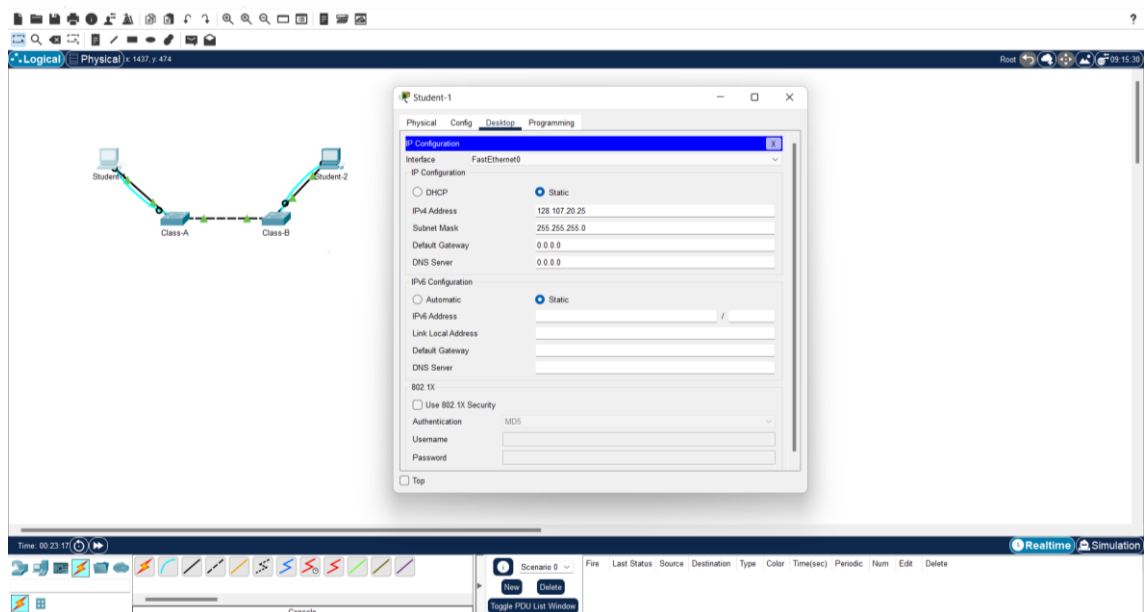 ?
Logical Physical x: 1437, y: 474 Root 09:15:30
Student-1
Physical Config Desktop Programming
IP Configuration X
Interface FastEthernet0
IP Configuration
DHCP Static
IPv4 Address 128.107.20.25
Subnet Mask 255.255.255.0
Default Gateway 0.0.0.0
DNS Server 0.0.0.0
IPv6 Configuration
Automatic Static
IPv6 Address /
Link Local Address
Default Gateway
DNS Server
802.1X
Use 802.1X Security
Authentication MD5
Username
Password
Top
Student-2
Class-A Class-B
Time: 00:23:17 Realtime Simulation
Scenario 0 Fire Last Status Source Destination Type Color Time(sec) Periodic Num Edit Delete
New Delete
Toggle PDU List Window
Console